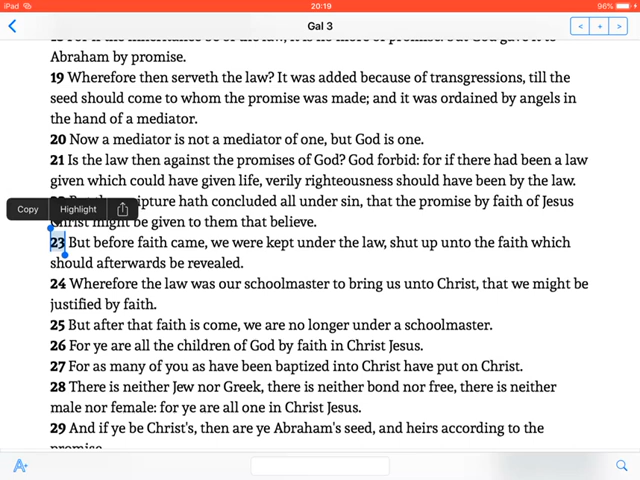 iPad 20:19 96%
Gal 3 < + >
Abraham by promise.
19 Wherefore then serveth the law? It was added because of transgressions, till the
seed should come to whom the promise was made; and it was ordained by angels in
the hand of a mediator.
20 Now a mediator is not a mediator of one, but God is one.
21 Is the law then against the promises of God? God forbid: for if there had been a law
given which could have given life, verily righteousness should have been by the law.
hath concluded all under sin, that the promise by faith of Jesus
Copy Highlight
Christ might be given to them that believe.
23 But before faith came, we were kept under the law, shut up unto the faith which
should afterwards be revealed.
24 Wherefore the law was our schoolmaster to bring us unto Christ, that we might be
justified by faith.
25 But after that faith is come, we are no longer under a schoolmaster.
26 For ye are all the children of God by faith in Christ Jesus.
27 For as many of you as have been baptized into Christ have put on Christ.
28 There is neither Jew nor Greek, there is neither bond nor free, there is neither
male nor female: for ye are all one in Christ Jesus.
29 And if ye be Christ's, then are ye Abraham's seed, and heirs according to the
A+